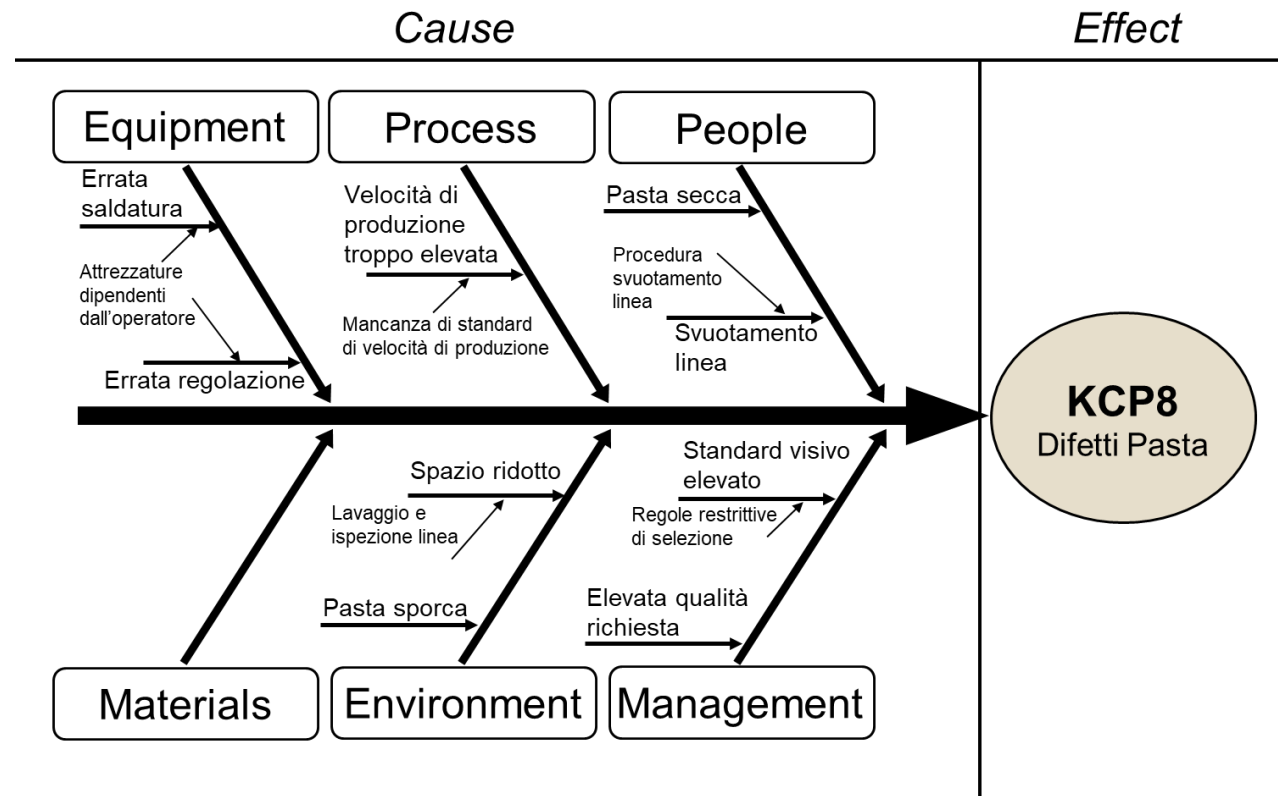 Cause
Effect
Equipment
Process
People
Errata
saldatura
Attrezzature
dipendenti
dall'operatore
Errata regolazione
Velocità di
produzione
troppo elevata
Mancanza di standard
di velocità di produzione
Pasta secca
Procedura
svuotamento
linea
Svuotamento
linea
KCP8
Difetti Pasta
Spazio ridotto
Lavaggio e
ispezione linea
Pasta sporca
Standard visivo
elevato
Regole restrittive
di selezione
Elevata qualità
richiesta
Materials
Environment
Management